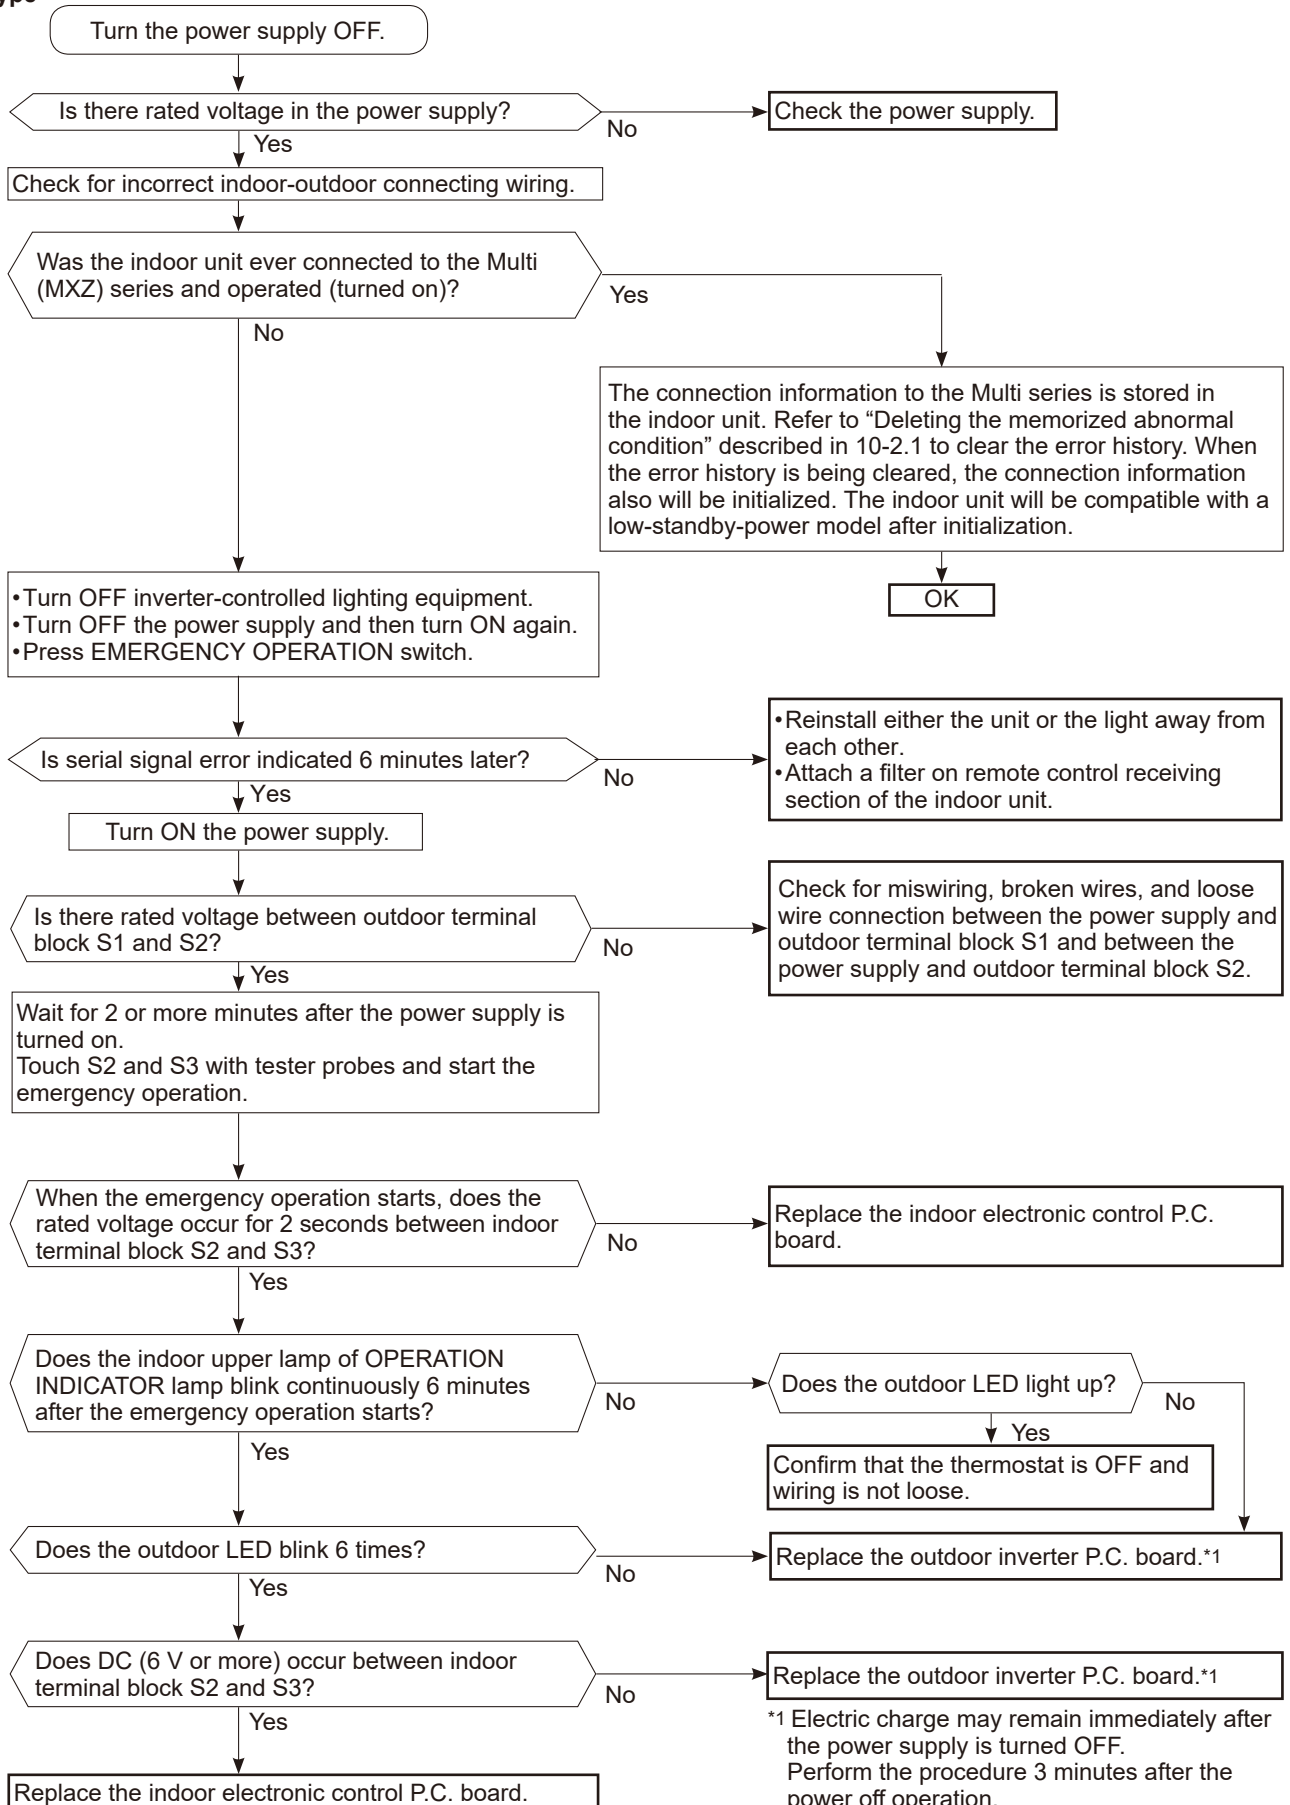 Turn the power supply OFF.
Is there rated voltage in the power supply?
No
Check the power supply.
Yes
Check for incorrect indoor-outdoor connecting wiring.
Was the indoor unit ever connected to the Multi
(MXZ) series and operated (turned on)?
Yes
No
The connection information to the Multi series is stored in
the indoor unit. Refer to “Deleting the memorized abnormal
condition” described in 10-2.1 to clear the error history. When
the error history is being cleared, the connection information
also will be initialized. The indoor unit will be compatible with a
low-standby-power model after initialization.
OK
•Turn OFF inverter-controlled lighting equipment.
•Turn OFF the power supply and then turn ON again.
•Press EMERGENCY OPERATION switch.
Is serial signal error indicated 6 minutes later?
No
•Reinstall either the unit or the light away from
each other.
•Attach a filter on remote control receiving
section of the indoor unit.
Yes
Turn ON the power supply.
Is there rated voltage between outdoor terminal
block S1 and S2?
No
Check for miswiring, broken wires, and loose
wire connection between the power supply and
outdoor terminal block S1 and between the
power supply and outdoor terminal block S2.
Yes
Wait for 2 or more minutes after the power supply is
turned on.
Touch S2 and S3 with tester probes and start the
emergency operation.
When the emergency operation starts, does the
rated voltage occur for 2 seconds between indoor
terminal block S2 and S3?
No
Replace the indoor electronic control P.C.
board.
Yes
Does the indoor upper lamp of OPERATION
INDICATOR lamp blink continuously 6 minutes
after the emergency operation starts?
No
Does the outdoor LED light up?
No
Yes
Confirm that the thermostat is OFF and
wiring is not loose.
Yes
Does the outdoor LED blink 6 times?
No
Replace the outdoor inverter P.C. board.*1
Yes
Does DC (6 V or more) occur between indoor
terminal block S2 and S3?
No
Replace the outdoor inverter P.C. board.*1
Yes
*1 Electric charge may remain immediately after
the power supply is turned OFF.
Perform the procedure 3 minutes after the
power off operation.
Replace the indoor electronic control P.C. board.